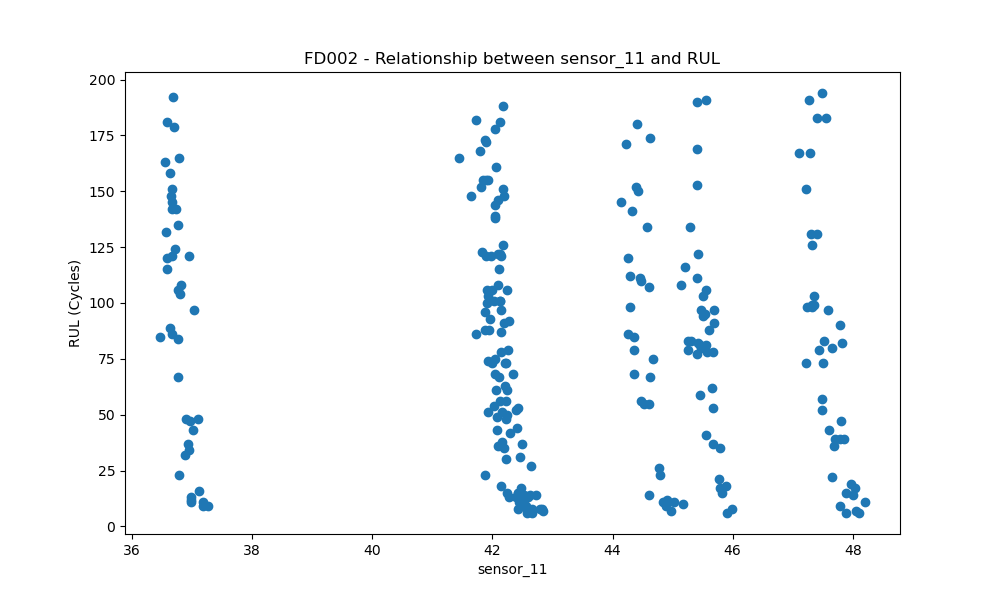 FD002 - Relationship between sensor_11 and RUL
RUL (Cycles)
200
175
150
125
100
75
50
25
0
36 38 40 42 44 46 48
sensor_11